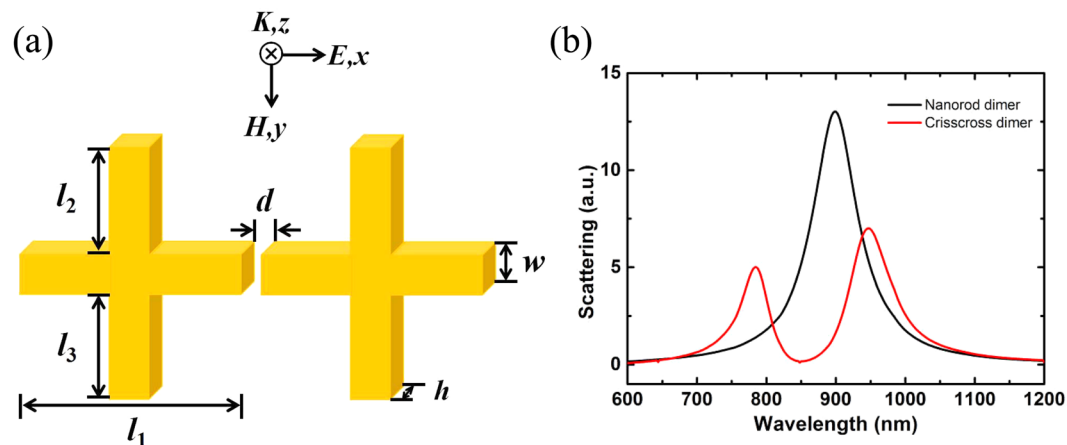 (a)
K,z
E,x
H,y
l2
d
w
l3
h
l1
(b)
15
10
5
0
Nanorod dimer
Crisscross dimer
Scattering (a.u.)
600 700 800 900 1000 1100 1200
Wavelength (nm)